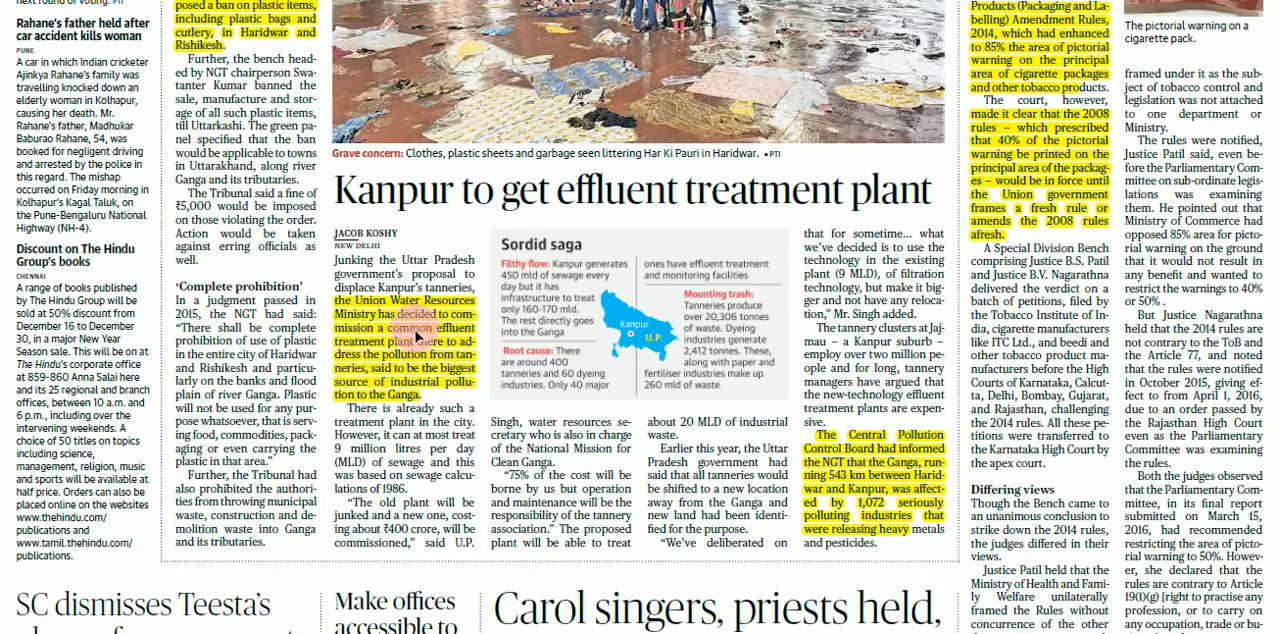 next round of voting. PTI
Rahane's father held after
car accident kills woman
PUNE
A car in which Indian cricketer
Ajinkya Rahane's family was
travelling knocked down an
elderly woman in Kolhapur,
causing her death. Mr.
Rahane's father, Madhukar
Baburao Rahane, 54, was
booked for negligent driving
and arrested by the police in
this regard. The mishap
occurred on Friday morning in
Kolhapur's Kagal Taluk, on
the Pune-Bengaluru National
Highway (NH-4).
Discount on The Hindu
Group's books
CHENNAI
A range of books published
by The Hindu Group will be
sold at 50% discount from
December 16 to December
30, in a major New Year
Season sale. This will be on at
The Hindu's corporate office
at 859-860 Anna Salai here
and its 25 regional and branch
offices, between 10 a.m. and
6 p.m., including over the
intervening weekends. A
choice of 50 titles on topics
including science,
management, religion, music
and sports will be available at
half price. Orders can also be
placed online on the websites
www.thehindu.com/
publications and
www.tamil.thehindu.com/
publications.
posed a ban on plastic items,
including plastic bags and
cutlery, in Haridwar and
Rishikesh.
Further, the bench head-
ed by NGT chairperson Swa-
tanter Kumar banned the
sale, manufacture and stor-
age of all such plastic items,
till Uttarkashi. The green pa-
nel specified that the ban
would be applicable to towns
in Uttarakhand, along river
Ganga and its tributaries.
The Tribunal said a fine of
₹5,000 would be imposed
on those violating the order.
Action would be taken
against erring officials as
well.
'Complete prohibition'
In a judgment passed in
2015, the NGT had said:
"There shall be complete
prohibition of use of plastic
in the entire city of Haridwar
and Rishikesh and particu-
larly on the banks and flood
plain of river Ganga. Plastic
will not be used for any pur-
pose whatsoever, that is serv-
ing food, commodities, pack-
aging or even carrying the
plastic in that area."
Further, the Tribunal had
also prohibited the authori-
ties from throwing municipal
waste, construction and de-
molition waste into Ganga
and its tributaries.
Grave concern: Clothes, plastic sheets and garbage seen littering Har Ki Pauri in Haridwar. •PTI
Kanpur to get effluent treatment plant
JACOB KOSHY
NEW DELHI
Junking the Uttar Pradesh
government's proposal to
displace Kanpur's tanneries,
the Union Water Resources
Ministry has decided to com-
mission a common effluent
treatment plant there to ad-
dress the pollution from tan-
neries, said to be the biggest
source of industrial pollu-
tion to the Ganga.
There is already such a
treatment plant in the city.
However, it can at most treat
9 million litres per day
(MLD) of sewage and this
was based on sewage calcu-
lations of 1986.
"The old plant will be
junked and a new one, cost-
ing about ₹400 crore, will be
commissioned," said U.P.
Sordid saga
Filthy flow: Kanpur generates
450 mld of sewage every
day but it has
infrastructure to treat
only 160-170 mld.
The rest directly goes
into the Ganga
Root cause: There
are around 400
tanneries and 60 dyeing
industries. Only 40 major
ones have effluent treatment
and monitoring facilities
Mounting trash:
Tanneries produce
over 20,306 tonnes
of waste. Dyeing
industries generate
2,412 tonnes. These,
along with paper and
fertiliser industries make up
260 mld of waste
Kanpur
U.P.
Singh, water resources se-
cretary who is also in charge
of the National Mission for
Clean Ganga.
"75% of the cost will be
borne by us but operation
and maintenance will be the
responsibility of the tannery
association." The proposed
plant will be able to treat
about 20 MLD of industrial
waste.
Earlier this year, the Uttar
Pradesh government had
said that all tanneries would
be shifted to a new location
away from the Ganga and
new land had been identi-
fied for the purpose.
"We've deliberated on
that for sometime... what
we've decided is to use the
technology in the existing
plant (9 MLD), of filtration
technology, but make it big-
ger and not have any reloca-
tion," Mr. Singh added.
The tannery clusters at Jaj-
mau – a Kanpur suburb –
employ over two million pe-
ople and for long, tannery
managers have argued that
the new-technology effluent
treatment plants are expen-
sive.
The Central Pollution
Control Board had informed
the NGT that the Ganga, run-
ning 543 km between Harid-
war and Kanpur, was affect-
ed by 1,072 seriously
polluting industries that
were releasing heavy metals
and pesticides.
Products (Packaging and La-
belling) Amendment Rules,
2014, which had enhanced
to 85% the area of pictorial
warning on the principal
area of cigarette packages
and other tobacco products.
The court, however,
made it clear that the 2008
rules – which prescribed
that 40% of the pictorial
warning be printed on the
principal area of the packag-
es – would be in force until
the Union government
frames a fresh rule or
amends the 2008 rules
afresh.
A Special Division Bench
comprising Justice B.S. Patil
and Justice B.V. Nagarathna
delivered the verdict on a
batch of petitions, filed by
the Tobacco Institute of In-
dia, cigarette manufacturers
like ITC Ltd., and beedi and
other tobacco product ma-
nufacturers before the High
Courts of Karnataka, Calcut-
ta, Delhi, Bombay, Gujarat,
and Rajasthan, challenging
the 2014 rules. All these pe-
titions were transferred to
the Karnataka High Court by
the apex court.
Differing views
Though the Bench came to
an unanimous conclusion to
strike down the 2014 rules,
the judges differed in their
views.
Justice Patil held that the
Ministry of Health and Fami-
ly Welfare unilaterally
framed the Rules without
concurrence of the other
The pictorial warning on a
cigarette pack.
framed under it as the sub-
ject of tobacco control and
legislation was not attached
to one department or
Ministry.
The rules were notified,
Justice Patil said, even be-
fore the Parliamentary Com-
mittee on sub-ordinate legis-
lations was examining
them. He pointed out that
Ministry of Commerce had
opposed 85% area for picto-
rial warning on the ground
that it would not result in
any benefit and wanted to
restrict the warnings to 40%
or 50% .
But Justice Nagarathna
held that the 2014 rules are
not contrary to the ToB and
the Article 77, and noted
that the rules were notified
in October 2015, giving ef-
fect to from April 1, 2016,
due to an order passed by
the Rajasthan High Court
even as the Parliamentary
Committee was examining
the rules.
Both the judges observed
that the Parliamentary Com-
mittee, in its final report
submitted on March 15,
2016, had recommended
restricting the area of picto-
rial warning to 50%. Howev-
er, she declared that the
rules are contrary to Article
19(1)(g) [right to practise any
profession, or to carry on
any occupation, trade or bu-
SC dismisses Teesta's
Make offices
accessible to
Carol singers, priests held,